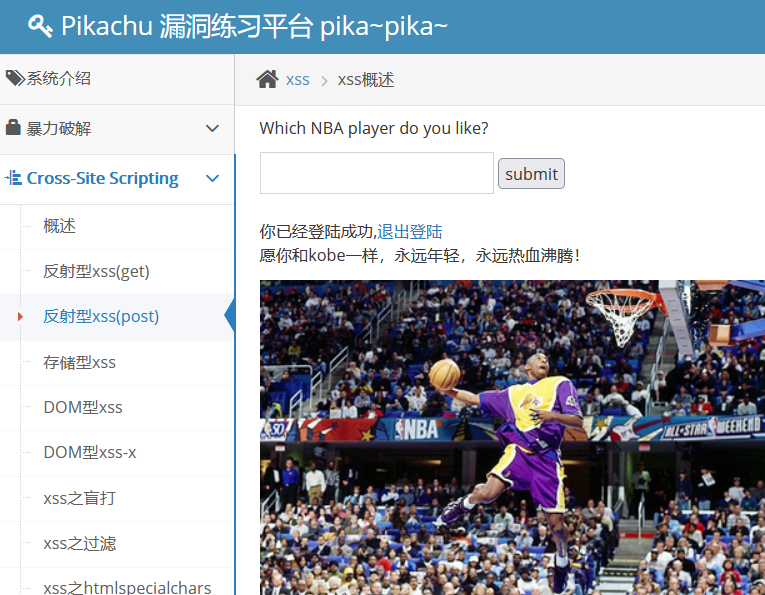 Pikachu 漏洞练习平台 pika~pika~
系统介绍
暴力破解
Cross-Site Scripting
概述
反射型xss(get)
反射型xss(post)
存储型xss
DOM型xss
DOM型xss-x
xss之盲打
xss之过滤
xss之htmlspecialchars
xss > xss概述
Which NBA player do you like?
submit
你已经登陆成功,退出登陆
愿你和kobe一样，永远年轻，永远热血沸腾！
50
NBA
ALL-STAR WEEKEND